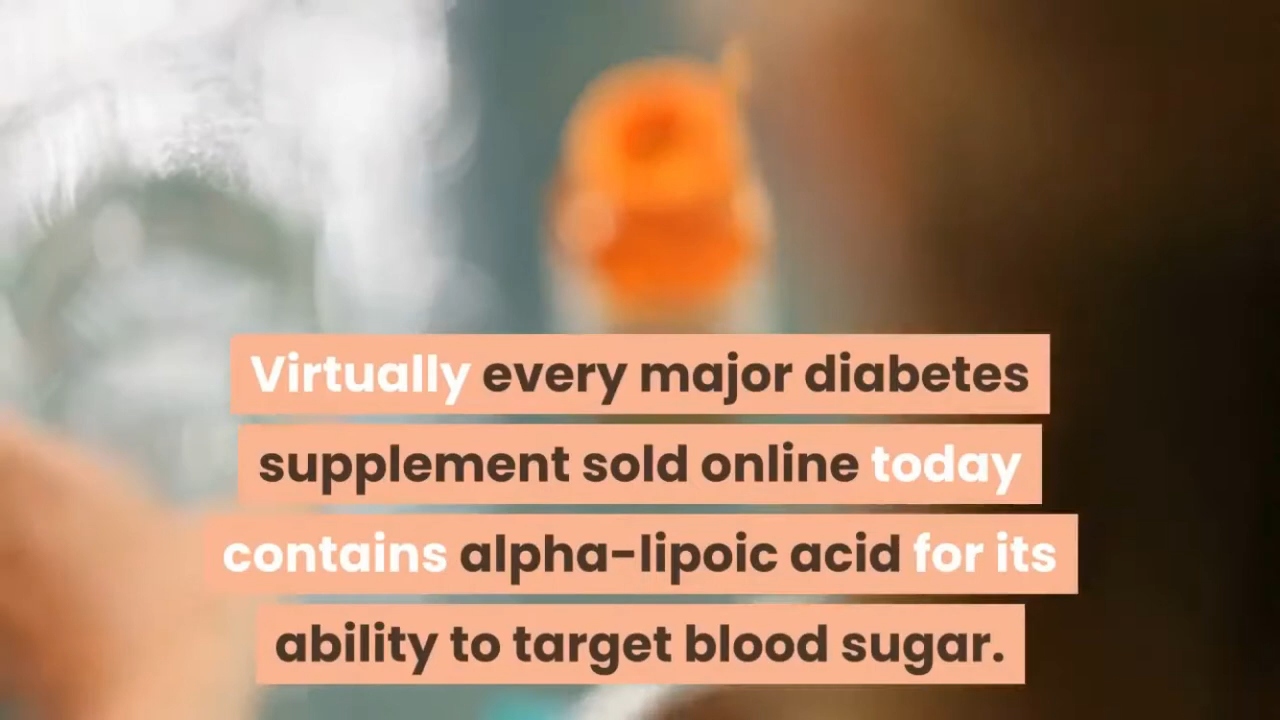 Virtually every major diabetes
supplement sold online today
contains alpha-lipoic acid for its
ability to target blood sugar.